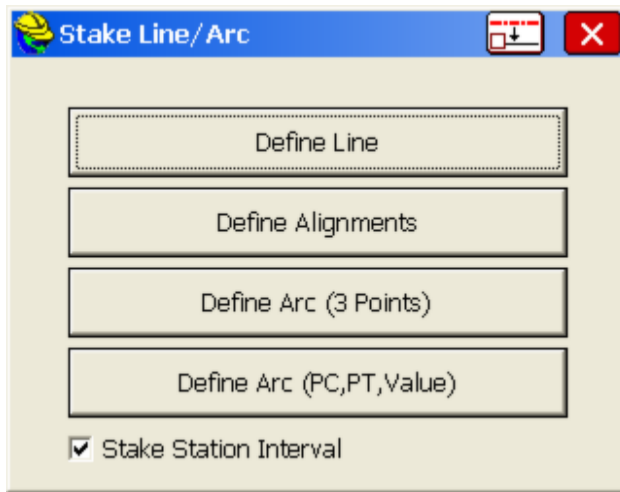 Stake Line/Arc
Define Line
Define Alignments
Define Arc (3 Points)
Define Arc (PC,PT,Value)
Stake Station Interval